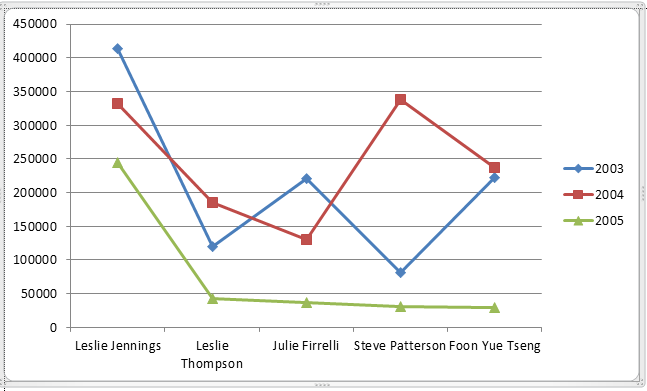 450000
400000
350000
300000
250000
200000
150000
100000
50000
0
Leslie Jennings
Leslie
Thompson
Julie Firrelli
Steve Patterson
Foon Yue Tseng
2003
2004
2005